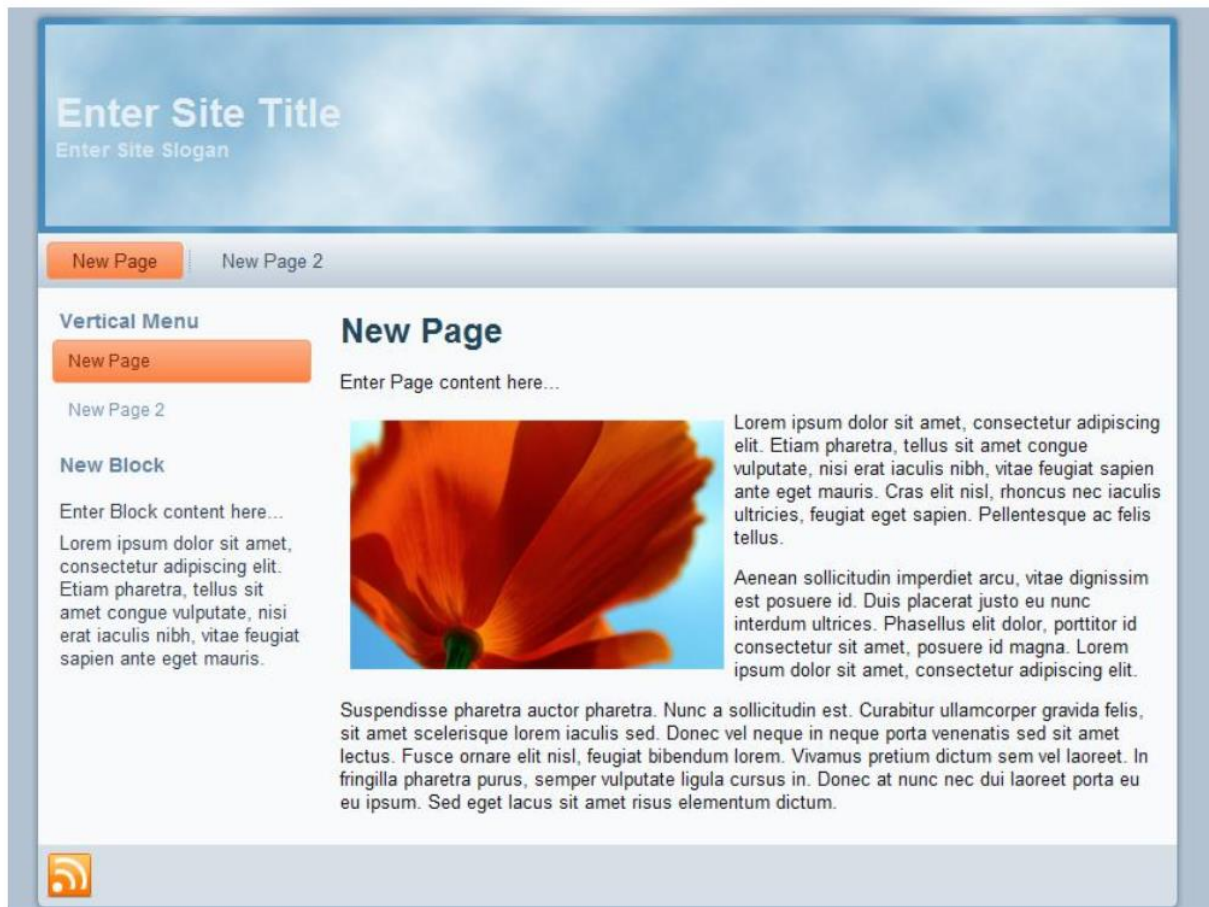 Enter Site Title
Enter Site Slogan
New Page
New Page 2
Vertical Menu
New Page
New Page 2
New Block
Enter Block content here...
Lorem ipsum dolor sit amet,
consectetur adipiscing elit.
Etiam pharetra, tellus sit
amet congue vulputate, nisi
erat iaculis nibh, vitae feugiat
sapien ante eget mauris.
New Page
Enter Page content here...
Lorem ipsum dolor sit amet, consectetur adipiscing
elit. Etiam pharetra, tellus sit amet congue
vulputate, nisi erat iaculis nibh, vitae feugiat sapien
ante eget mauris. Cras elit nisl, rhoncus nec iaculis
ultricies, feugiat eget sapien. Pellentesque ac felis
tellus.
Aenean sollicitudin imperdiet arcu, vitae dignissim
est posuere id. Duis placerat justo eu nunc
interdum ultrices. Phasellus elit dolor, porttitor id
consectetur sit amet, posuere id magna. Lorem
ipsum dolor sit amet, consectetur adipiscing elit.
Suspendisse pharetra auctor pharetra. Nunc a sollicitudin est. Curabitur ullamcorper gravida felis,
sit amet scelerisque lorem iaculis sed. Donec vel neque in neque porta venenatis sed sit amet
lectus. Fusce ornare elit nisl, feugiat bibendum lorem. Vivamus pretium dictum sem vel laoreet. In
fringilla pharetra purus, semper vulputate ligula cursus in. Donec at nunc nec dui laoreet porta eu
eu ipsum. Sed eget lacus sit amet risus elementum dictum.